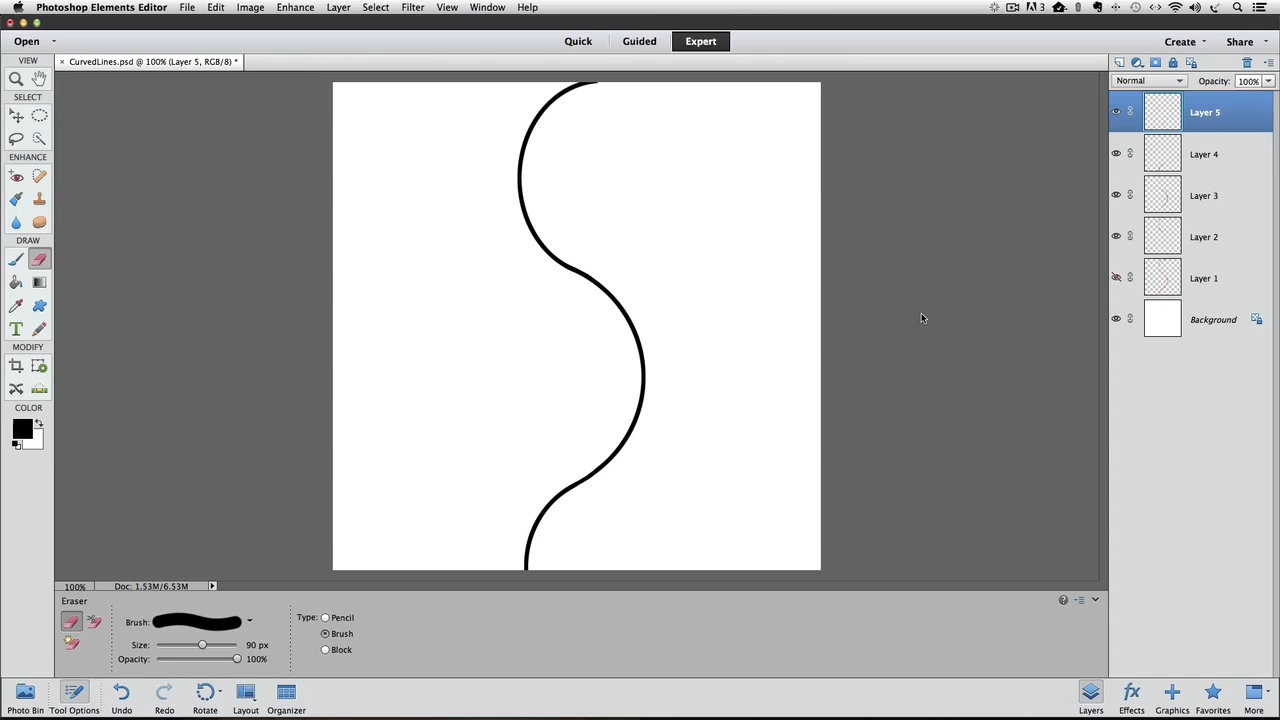 Photoshop Elements Editor File Edit Image Enhance Layer Select Filter View Window Help 3
Open Quick Guided Expert Create Share
VIEW × CurvedLines.psd @ 100% (Layer 5, RGB/8) *
Normal Opacity: 100%
SELECT
Layer 5
Layer 4
ENHANCE
Layer 3
Layer 2
DRAW
Layer 1
Background
T
MODIFY
COLOR
100% Doc: 1.53M/6.53M
Eraser
Brush: Type: Pencil
Brush
Size: 90 px
Block
Opacity: 100%
Photo Bin Tool Options Undo Redo Rotate Layout Organizer Layers fx Effects Graphics Favorites More